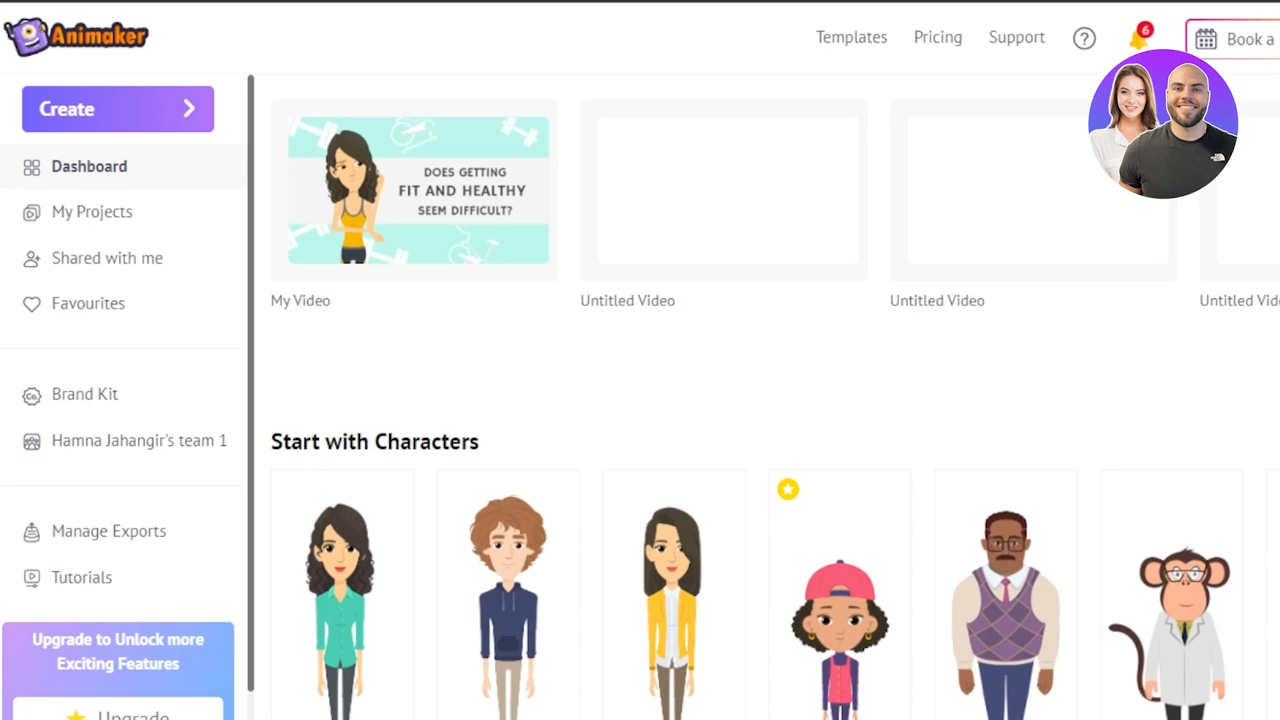 Animaker
Templates
Pricing
Support
?
6
Book a
Create
Dashboard
My Projects
Shared with me
Favourites
Brand Kit
Hamna Jahangir's team 1
Manage Exports
Tutorials
Upgrade to Unlock more
Exciting Features
Upgrade
DOES GETTING
FIT AND HEALTHY
SEEM DIFFICULT?
My Video
Untitled Video
Untitled Video
Untitled Vid
Start with Characters